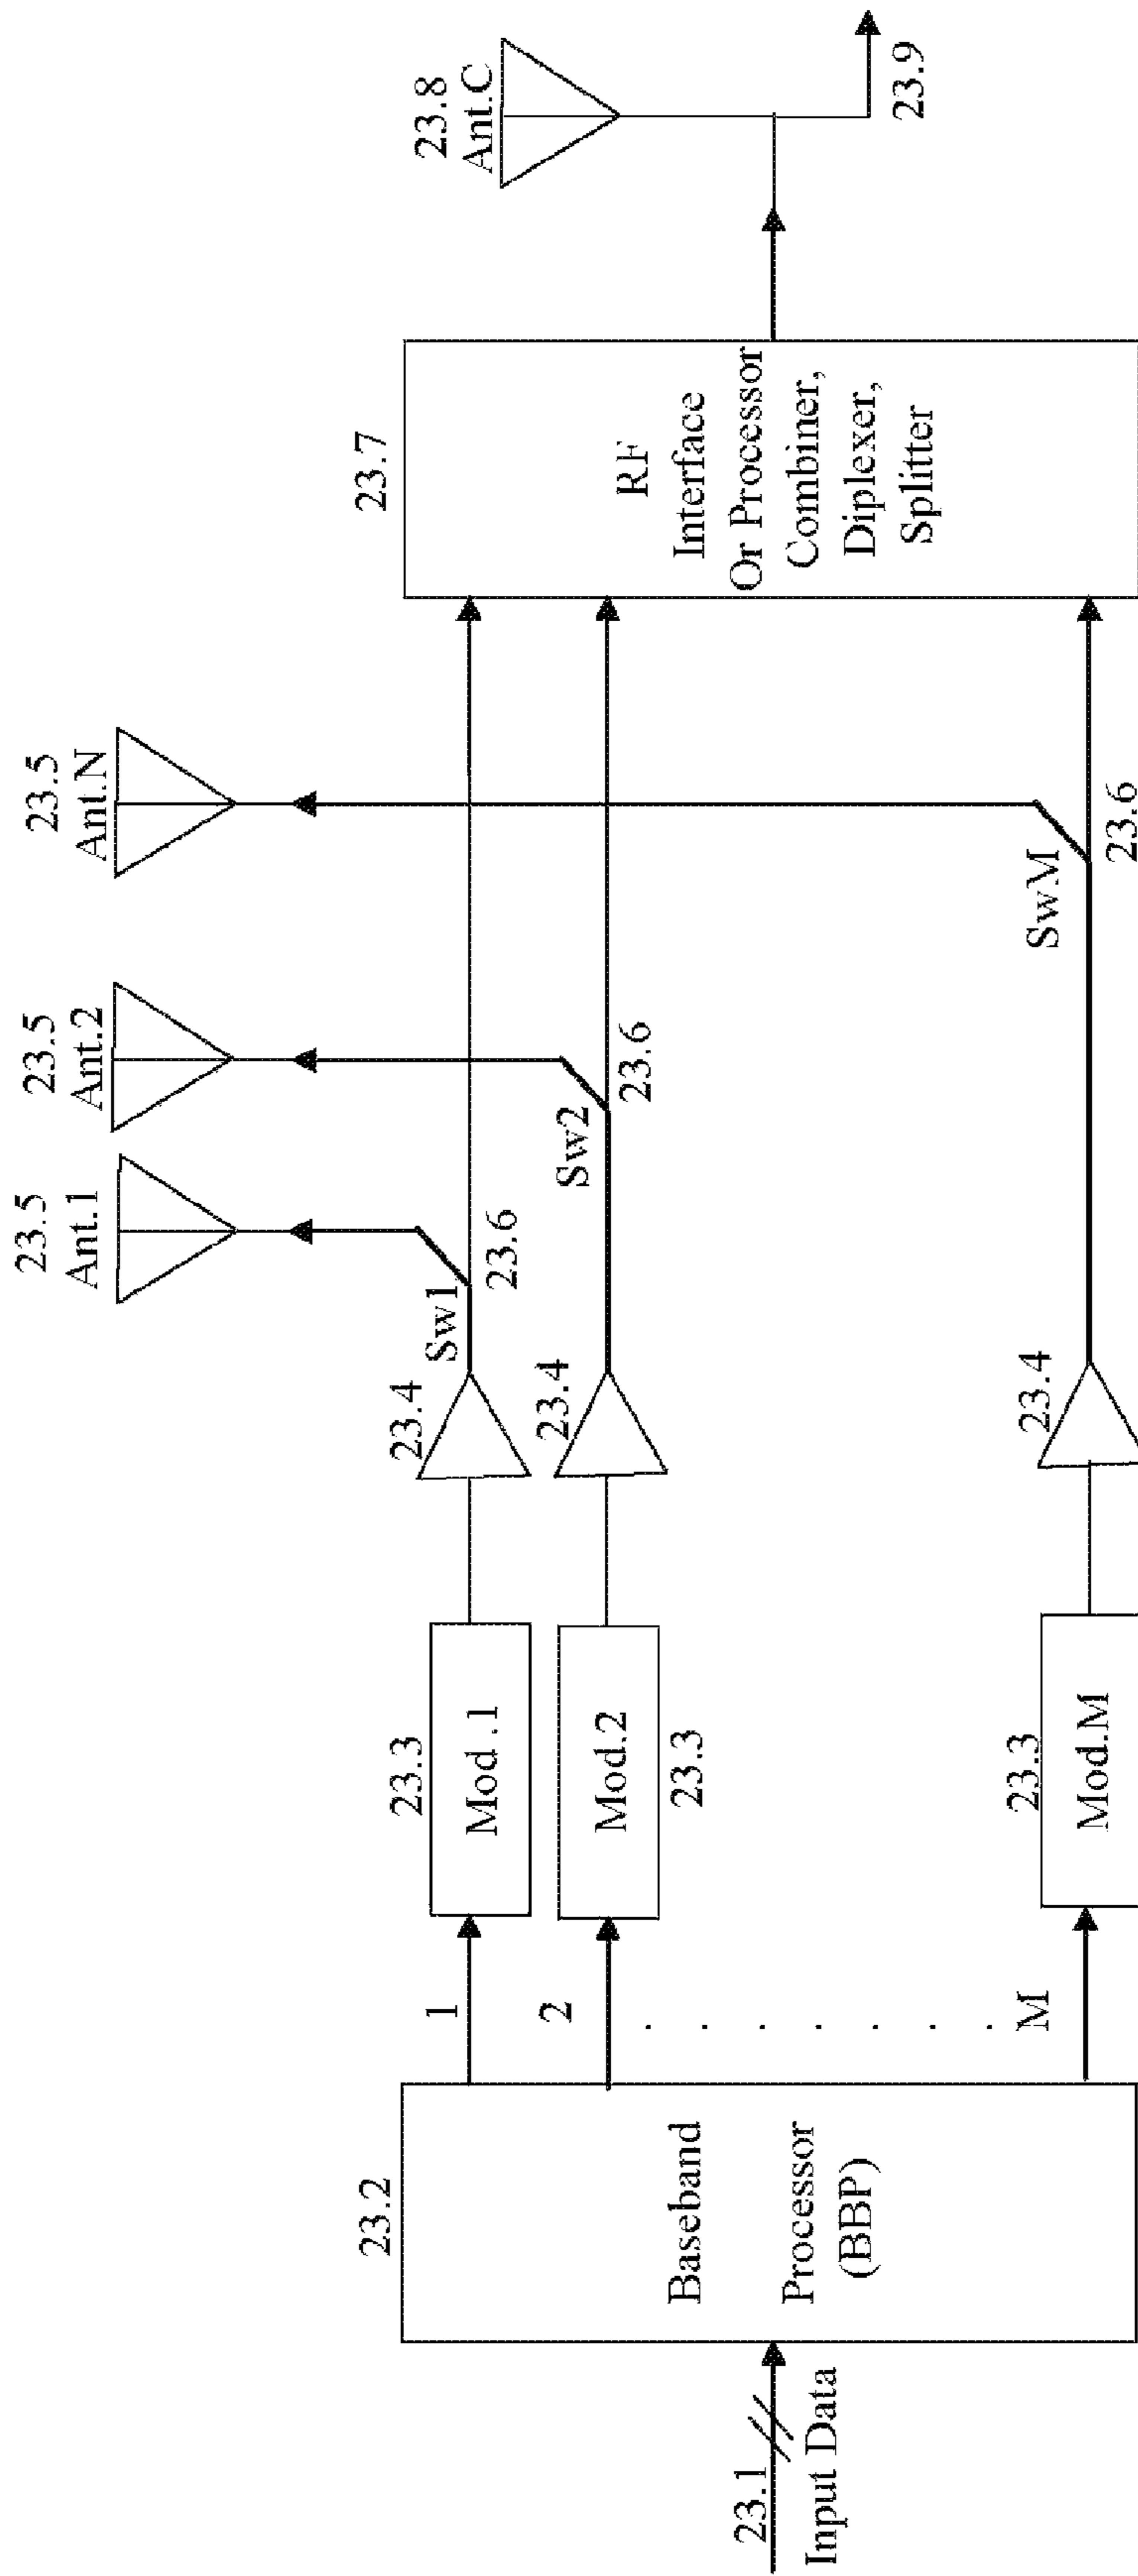 23.1
Input Data
23.2
Baseband
Processor
(BBP)
1
2
. . . . . . .
M
23.3
Mod .1
Mod.2
23.3
23.3
Mod.M
23.4
23.4
23.4
Sw1
23.6
Sw2
23.6
SwM
23.6
23.5
Ant.1
23.5
Ant.2
23.5
Ant.N
23.7
RF
Interface
Or Processor
Combiner,
Diplexer,
Splitter
23.8
Ant.C
23.9